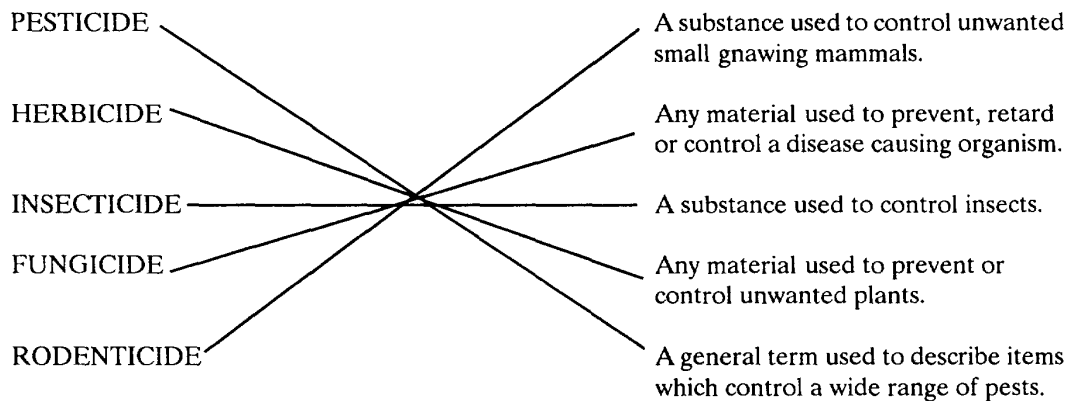 PESTICIDE
A substance used to control unwanted
small gnawing mammals.
HERBICIDE
Any material used to prevent, retard
or control a disease causing organism.
INSECTICIDE
A substance used to control insects.
FUNGICIDE
Any material used to prevent or
control unwanted plants.
RODENTICIDE
A general term used to describe items
which control a wide range of pests.